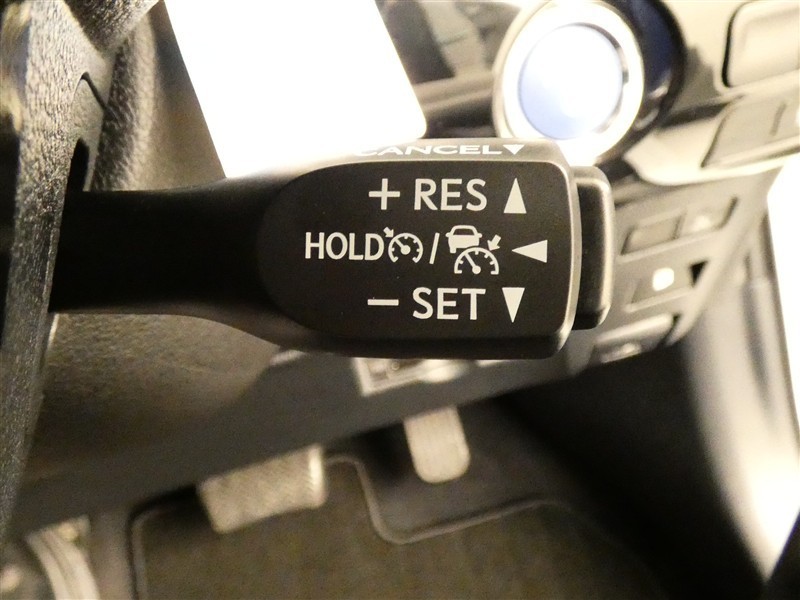 CANCEL▼
+ RES ▲
HOLD / ◀
− SET ▼